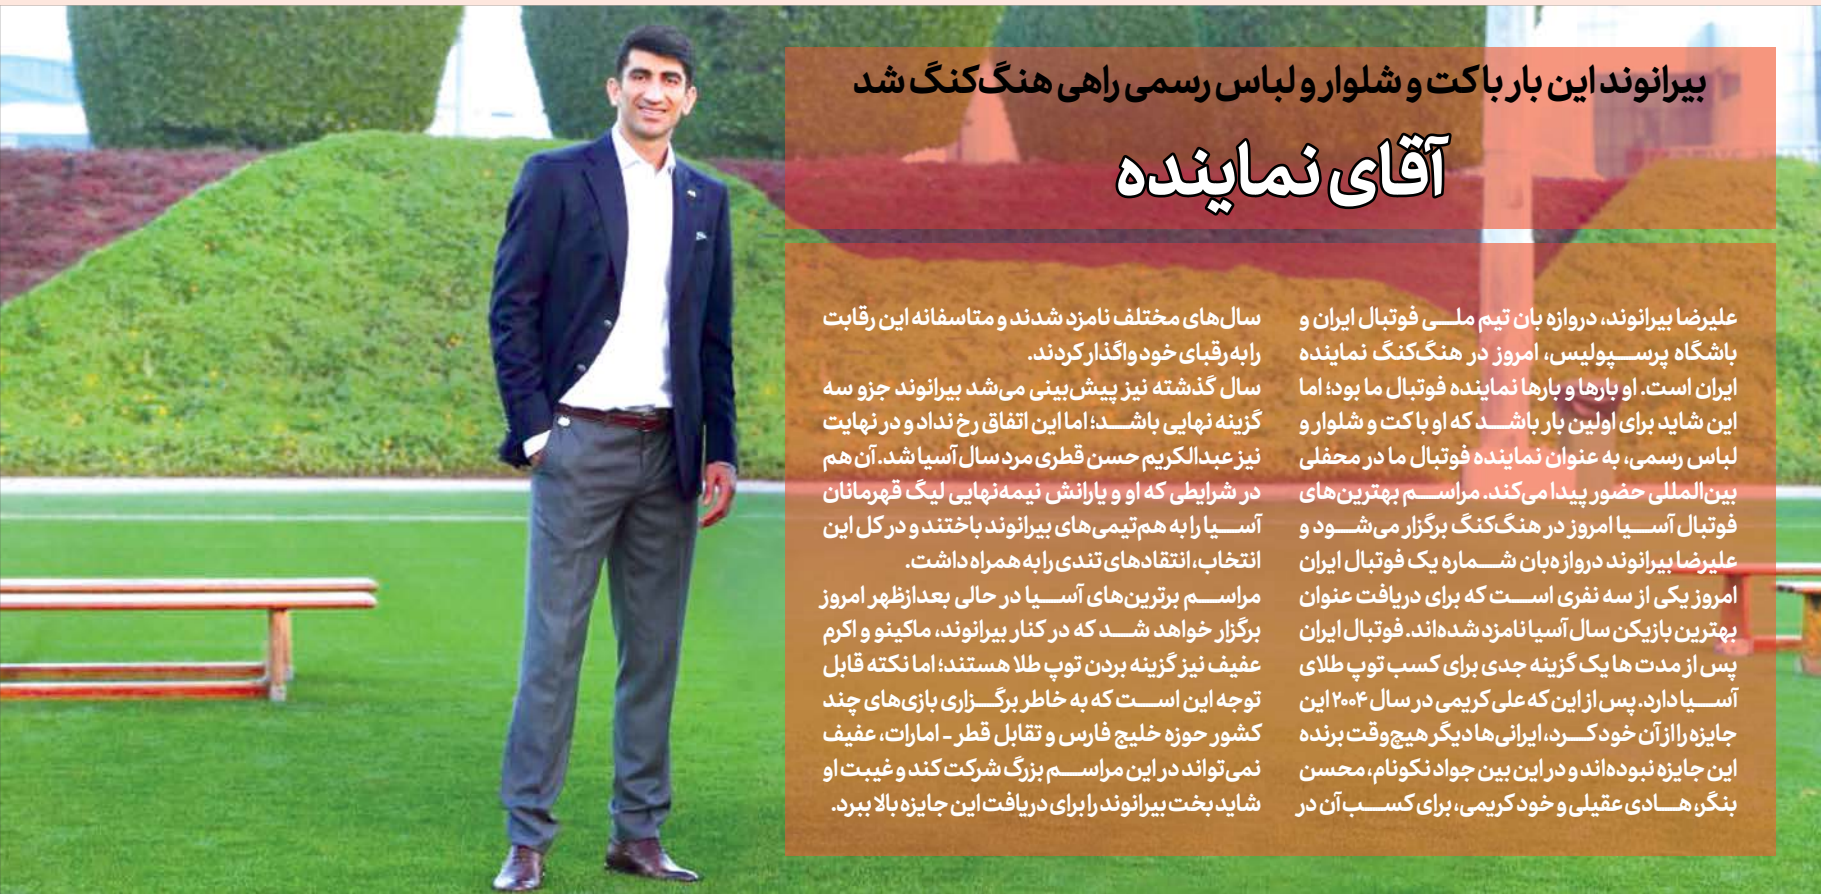 بیرانوند این بار با کت و شلوار و لباس رسمی راهی هنگ‌کنگ شد
آقای نماینده
علیرضا بیرانوند، دروازه بان تیم ملی فوتبال ایران و
باشگاه پرسپولیس، امروز در هنگ‌کنگ نماینده
ایران است. او بارها و بارها نماینده فوتبال ما بود؛ اما
این شاید برای اولین بار باشد که او با کت و شلوار و
لباس رسمی، به عنوان نماینده فوتبال ما در محفلی
بین‌المللی حضور پیدا می‌کند. مراسم بهترین‌های
فوتبال آسیا امروز در هنگ‌کنگ برگزار می‌شود و
علیرضا بیرانوند دروازه‌بان شماره یک فوتبال ایران
امروز یکی از سه نفری است که برای دریافت عنوان
بهترین بازیکن سال آسیا نامزد شده‌اند. فوتبال ایران
پس از مدت ها یک گزینه جدی برای کسب توپ طلای
آسیا دارد. پس از این که علی کریمی در سال ۲۰۰۴ این
جایزه را از آن خود کرد، ایرانی‌ها دیگر هیچ‌وقت برنده
این جایزه نبوده‌اند و در این بین جواد نکونام، محسن
بنگر، هادی عقیلی و خود کریمی، برای کسب آن در
سال‌های مختلف نامزد شدند و متاسفانه این رقابت
را به رقبای خود واگذار کردند.
سال گذشته نیز پیش‌بینی می‌شد بیرانوند جزو سه
گزینه نهایی باشد؛ اما این اتفاق رخ نداد و در نهایت
نیز عبدالکریم حسن قطری مرد سال آسیا شد. آن هم
در شرایطی که او و یارانش نیمه‌نهایی لیگ قهرمانان
آسیا را به هم‌تیمی‌های بیرانوند باختند و در کل این
انتخاب، انتقادهای تندی را به همراه داشت.
مراسم برترین‌های آسیا در حالی بعدازظهر امروز
برگزار خواهد شد که در کنار بیرانوند، ماکینو و اکرم
عفیف نیز گزینه بردن توپ طلا هستند؛ اما نکته قابل
توجه این است که به خاطر برگزاری بازی‌های چند
کشور حوزه خلیج فارس و تقابل قطر - امارات، عفیف
نمی‌تواند در این مراسم بزرگ شرکت کند و غیبت او
شاید بخت بیرانوند را برای دریافت این جایزه بالا ببرد.